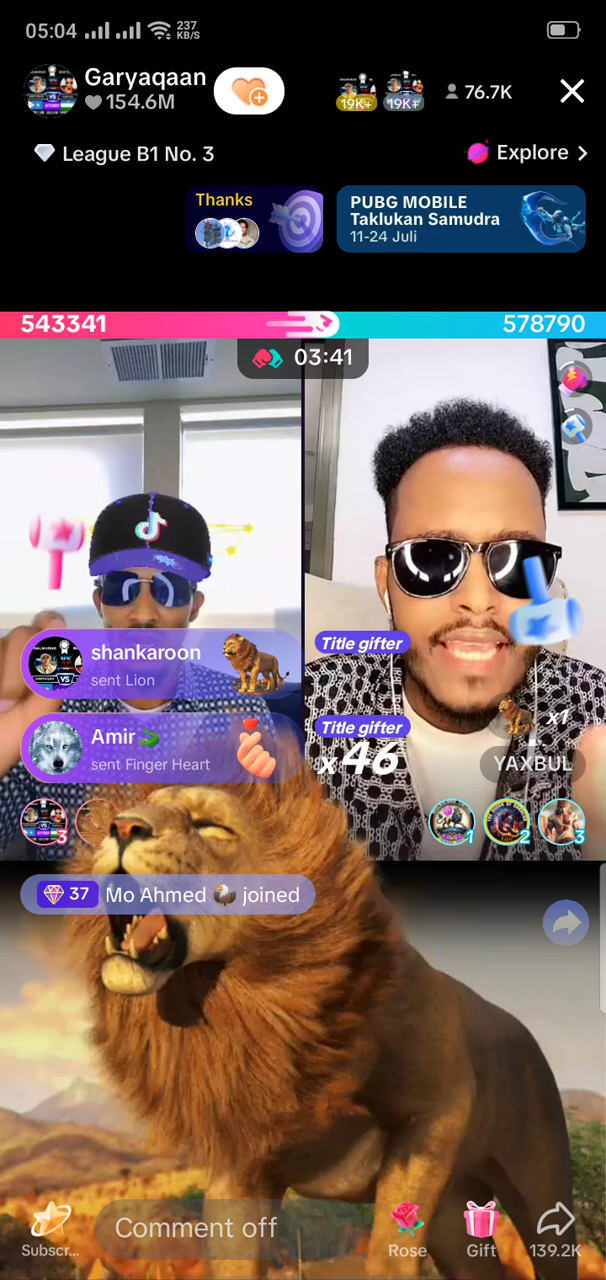 05:04
237
KB/S
Garyaqaan
154.6M
19K+
19K+
76.7K
League B1 No. 3
Explore
Thanks
PUBG MOBILE
Taklukan Samudra
11-24 Juli
543341
578790
03:41
shankaroon
sent Lion
Title gifter
x1
Amir
sent Finger Heart
Title gifter
x46
YAXBUL
VS
3
1
2
3
37 Mo Ahmed joined
Subscr...
Comment off
Rose
Gift
139.2K